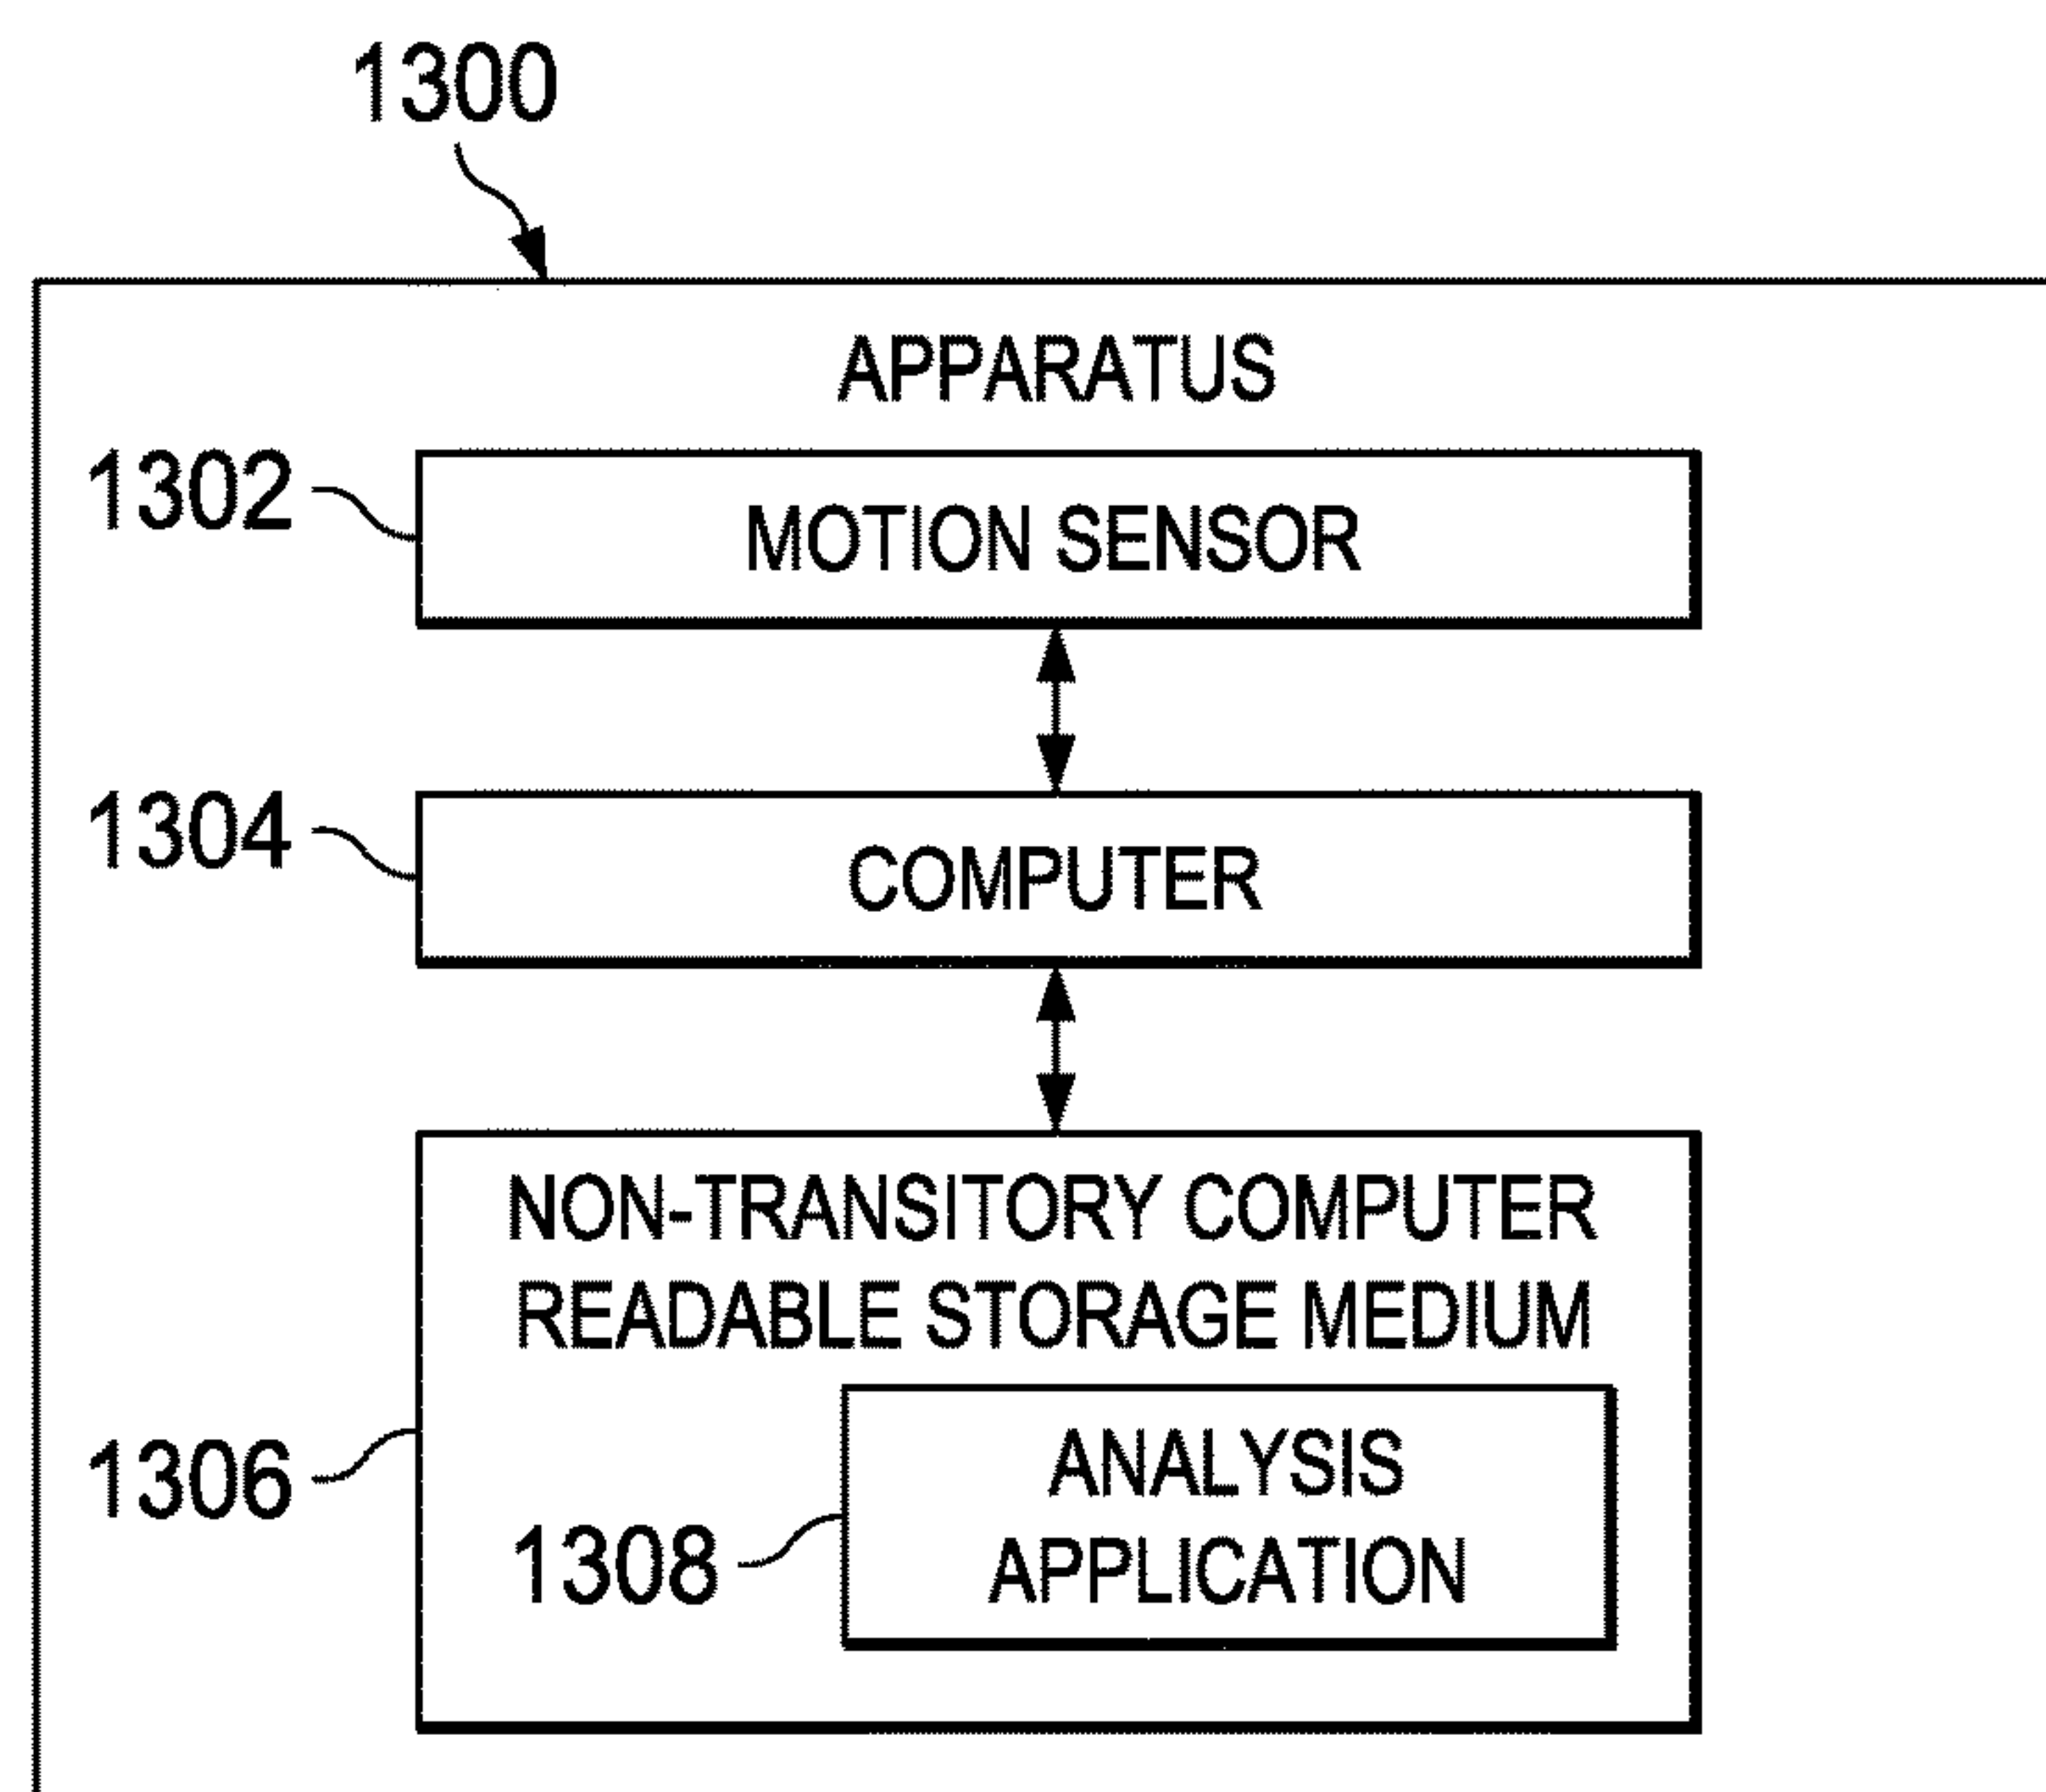 1300
APPARATUS
1302
MOTION SENSOR
1304
COMPUTER
NON-TRANSITORY COMPUTER
READABLE STORAGE MEDIUM
1306
ANALYSIS
1308
APPLICATION